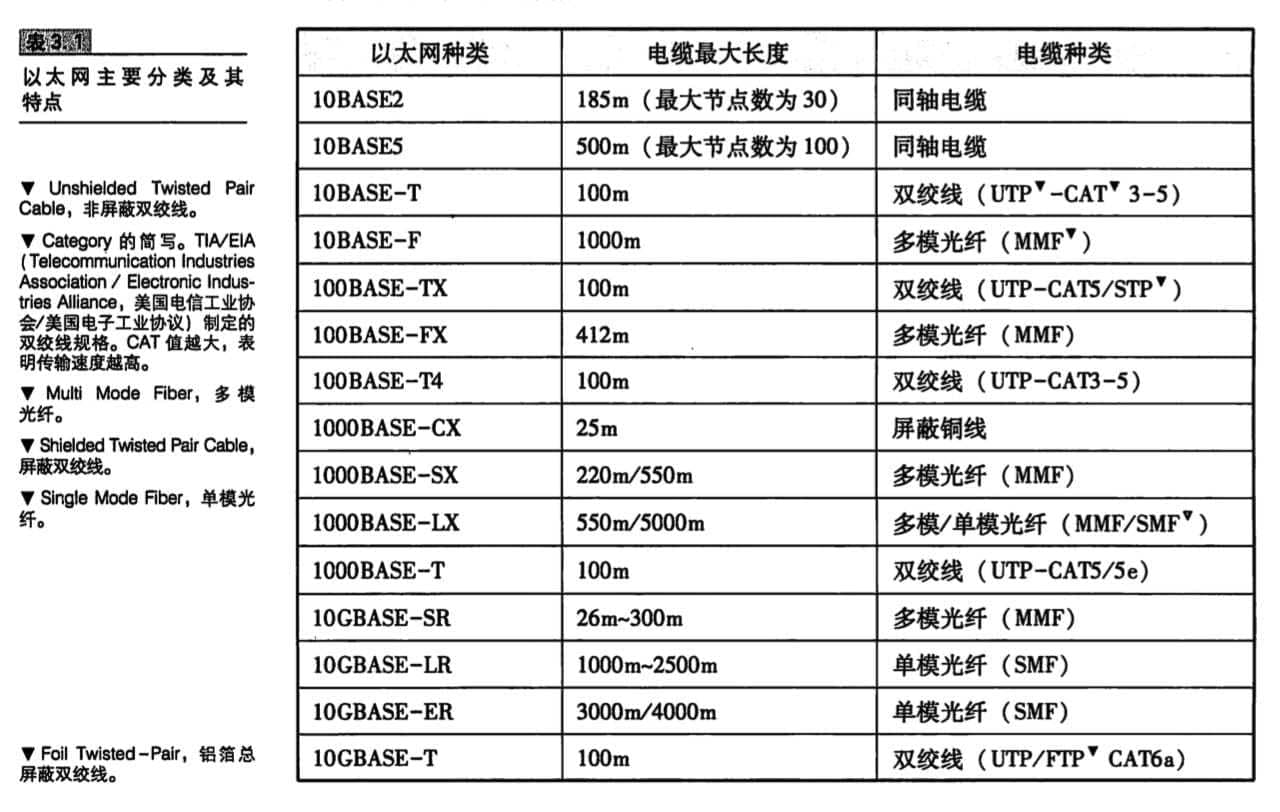 表3.1
以太网主要分类及其
特点
▼ Unshielded Twisted Pair
Cable，非屏蔽双绞线。
▼ Category 的简写。TIA/EIA
(Telecommunication Industries
Association / Electronic Indus-
tries Alliance，美国电信工业协
会/美国电子工业协议) 制定的
双绞线规格。CAT 值越大，表
明传输速度越高。
▼ Multi Mode Fiber，多模
光纤。
▼ Shielded Twisted Pair Cable，
屏蔽双绞线。
▼ Single Mode Fiber，单模光
纤。
▼ Foil Twisted-Pair，铝箔总
屏蔽双绞线。
以太网种类 电缆最大长度 电缆种类
10BASE2 185m（最大节点数为 30） 同轴电缆
10BASE5 500m（最大节点数为 100） 同轴电缆
10BASE-T 100m 双绞线（UTP▼-CAT▼ 3-5）
10BASE-F 1000m 多模光纤（MMF▼）
100BASE-TX 100m 双绞线（UTP-CAT5/STP▼）
100BASE-FX 412m 多模光纤（MMF）
100BASE-T4 100m 双绞线（UTP-CAT3-5）
1000BASE-CX 25m 屏蔽铜线
1000BASE-SX 220m/550m 多模光纤（MMF）
1000BASE-LX 550m/5000m 多模/单模光纤（MMF/SMF▼）
1000BASE-T 100m 双绞线（UTP-CAT5/5e）
10GBASE-SR 26m~300m 多模光纤（MMF）
10GBASE-LR 1000m~2500m 单模光纤（SMF）
10GBASE-ER 3000m/4000m 单模光纤（SMF）
10GBASE-T 100m 双绞线（UTP/FTP▼ CAT6a）